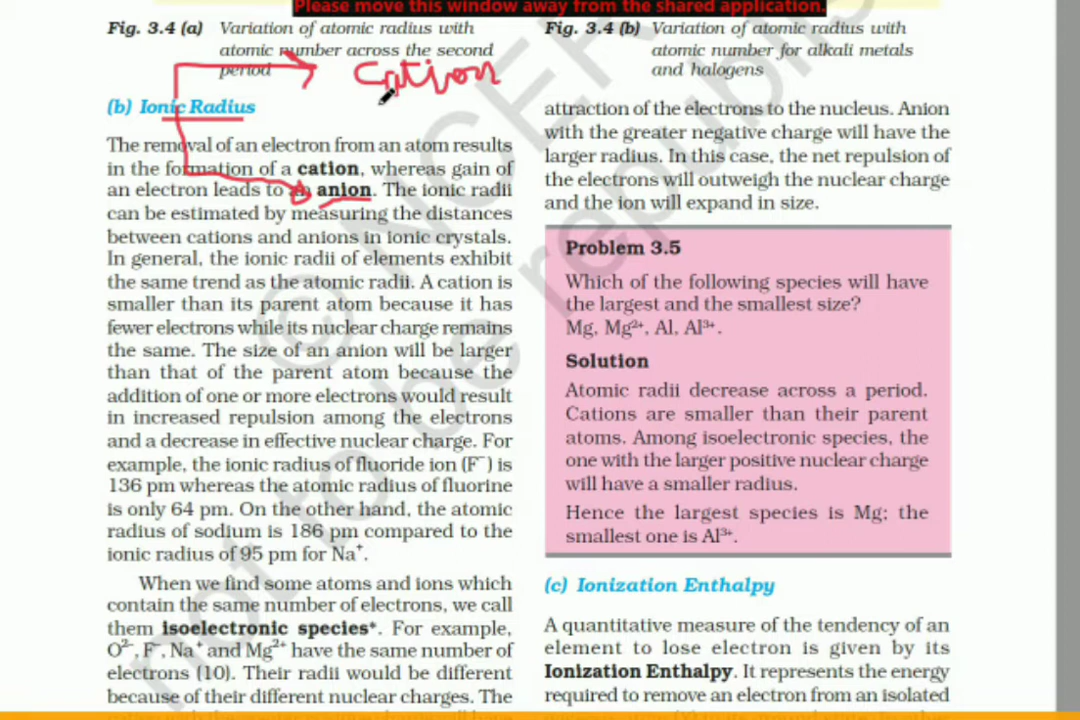 Please move this window away from the shared application.
Fig. 3.4 (a) Variation of atomic radius with
atomic number across the second
period
Cation
(b) Ionic Radius
The removal of an electron from an atom results
in the formation of a cation, whereas gain of
an electron leads to an anion. The ionic radii
can be estimated by measuring the distances
between cations and anions in ionic crystals.
In general, the ionic radii of elements exhibit
the same trend as the atomic radii. A cation is
smaller than its parent atom because it has
fewer electrons while its nuclear charge remains
the same. The size of an anion will be larger
than that of the parent atom because the
addition of one or more electrons would result
in increased repulsion among the electrons
and a decrease in effective nuclear charge. For
example, the ionic radius of fluoride ion (F⁻) is
136 pm whereas the atomic radius of fluorine
is only 64 pm. On the other hand, the atomic
radius of sodium is 186 pm compared to the
ionic radius of 95 pm for Na⁺.
When we find some atoms and ions which
contain the same number of electrons, we call
them isoelectronic species*. For example,
O²⁻, F⁻, Na⁺ and Mg²⁺ have the same number of
electrons (10). Their radii would be different
because of their different nuclear charges. The
Fig. 3.4 (b) Variation of atomic radius with
atomic number for alkali metals
and halogens
attraction of the electrons to the nucleus. Anion
with the greater negative charge will have the
larger radius. In this case, the net repulsion of
the electrons will outweigh the nuclear charge
and the ion will expand in size.
Problem 3.5
Which of the following species will have
the largest and the smallest size?
Mg, Mg²⁺, Al, Al³⁺.
Solution
Atomic radii decrease across a period.
Cations are smaller than their parent
atoms. Among isoelectronic species, the
one with the larger positive nuclear charge
will have a smaller radius.
Hence the largest species is Mg; the
smallest one is Al³⁺.
(c) Ionization Enthalpy
A quantitative measure of the tendency of an
element to lose electron is given by its
Ionization Enthalpy. It represents the energy
required to remove an electron from an isolated
not to be republis
© NCER